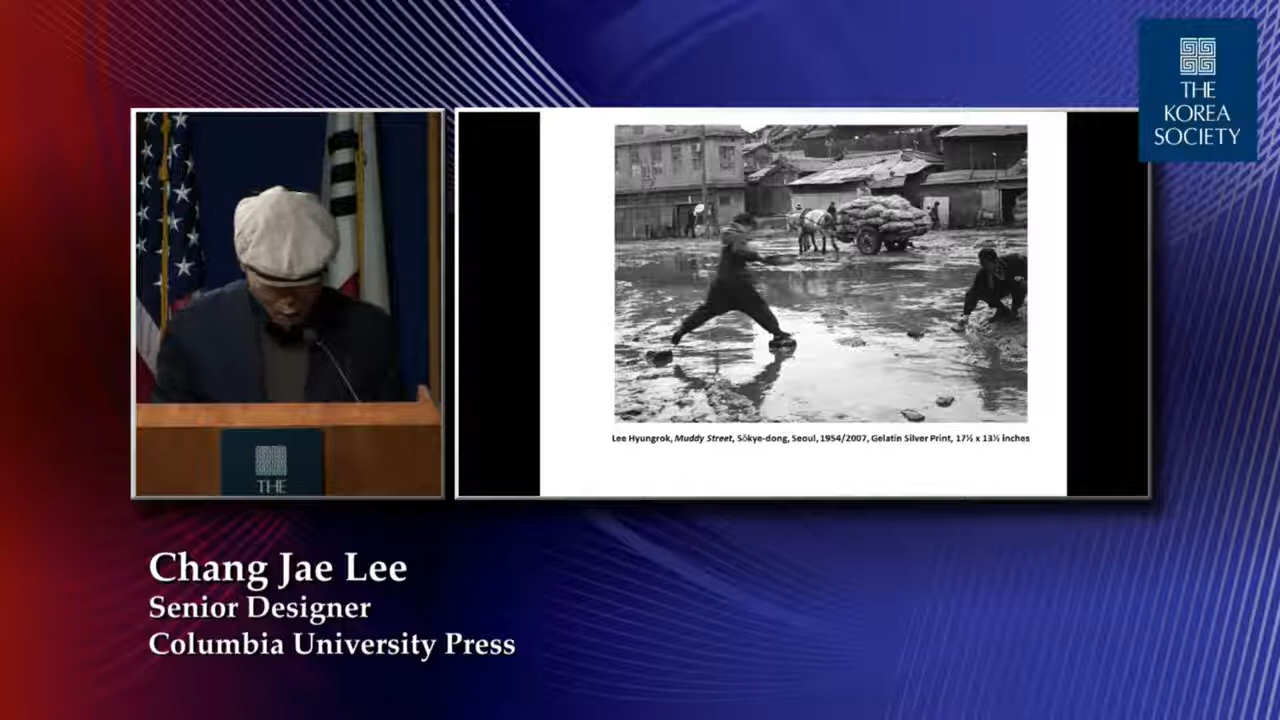 THE
KOREA
SOCIETY
Lee Hyungrok, Muddy Street, Sŏkye-dong, Seoul, 1954/2007, Gelatin Silver Print, 17½ x 13½ inches
THE
Chang Jae Lee
Senior Designer
Columbia University Press